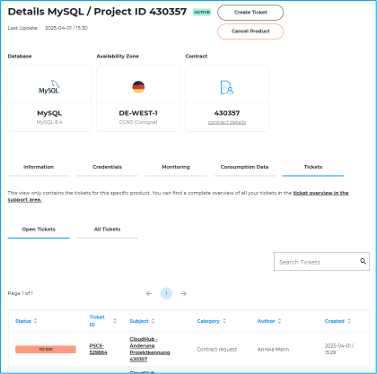 Details MySQL / Project ID 430357 ACTIVE
Create Ticket
Last Update: 2025-04-01 / 15:30
Cancel Product
Database
Availability Zone
Contract
MySQL
MySQL
DE-WEST-1
430357
MySQL 8.4
CGN3 (Cologne)
contract details
Information
Credentials
Monitoring
Consumption Data
Tickets
This view only contains the tickets for this specific product. You can find a complete overview of all your tickets in the ticket overview in the
support area.
Open Tickets
All Tickets
Search Tickets
Page 1 of 1
1
Status
Ticket
ID
Subject
Category
Author
Created
TO DO
PSCS-
529864
CloudHub -
Änderung
Projektkennung
430357
Contract request
Annika Mann
2025-04-01 /
15:29
CloudHub -